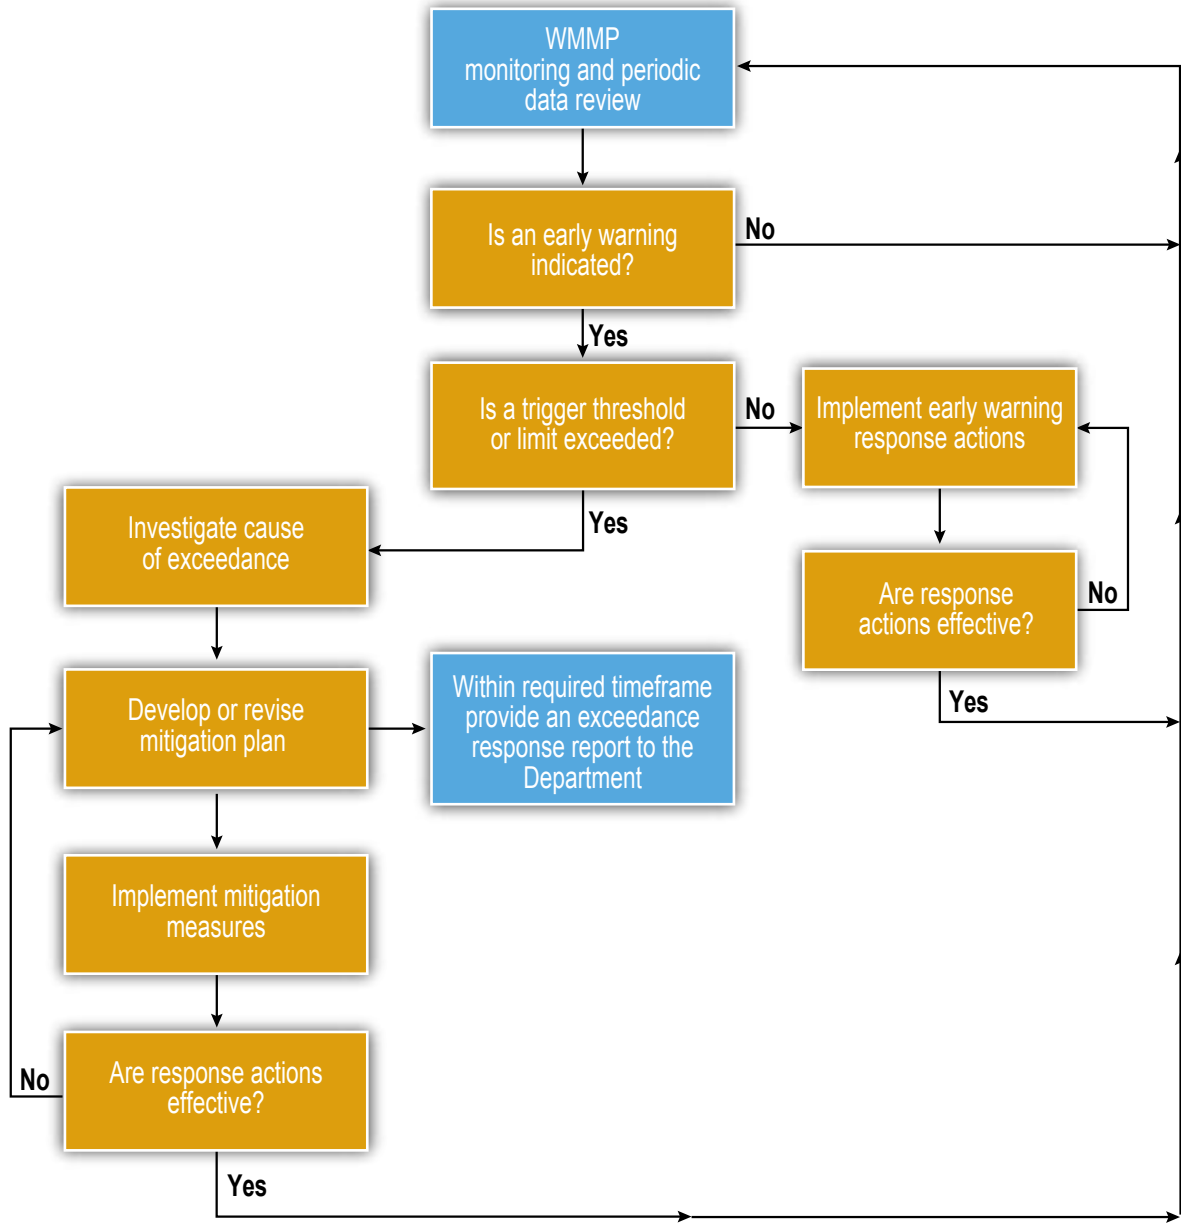 WMMP
monitoring and periodic
data review
Is an early warning
indicated?
No
Yes
Is a trigger threshold
or limit exceeded?
No
Implement early warning
response actions
Yes
Investigate cause
of exceedance
Are response
actions effective?
No
Yes
Develop or revise
mitigation plan
Within required timeframe
provide an exceedance
response report to the
Department
Implement mitigation
measures
Are response actions
effective?
No
Yes